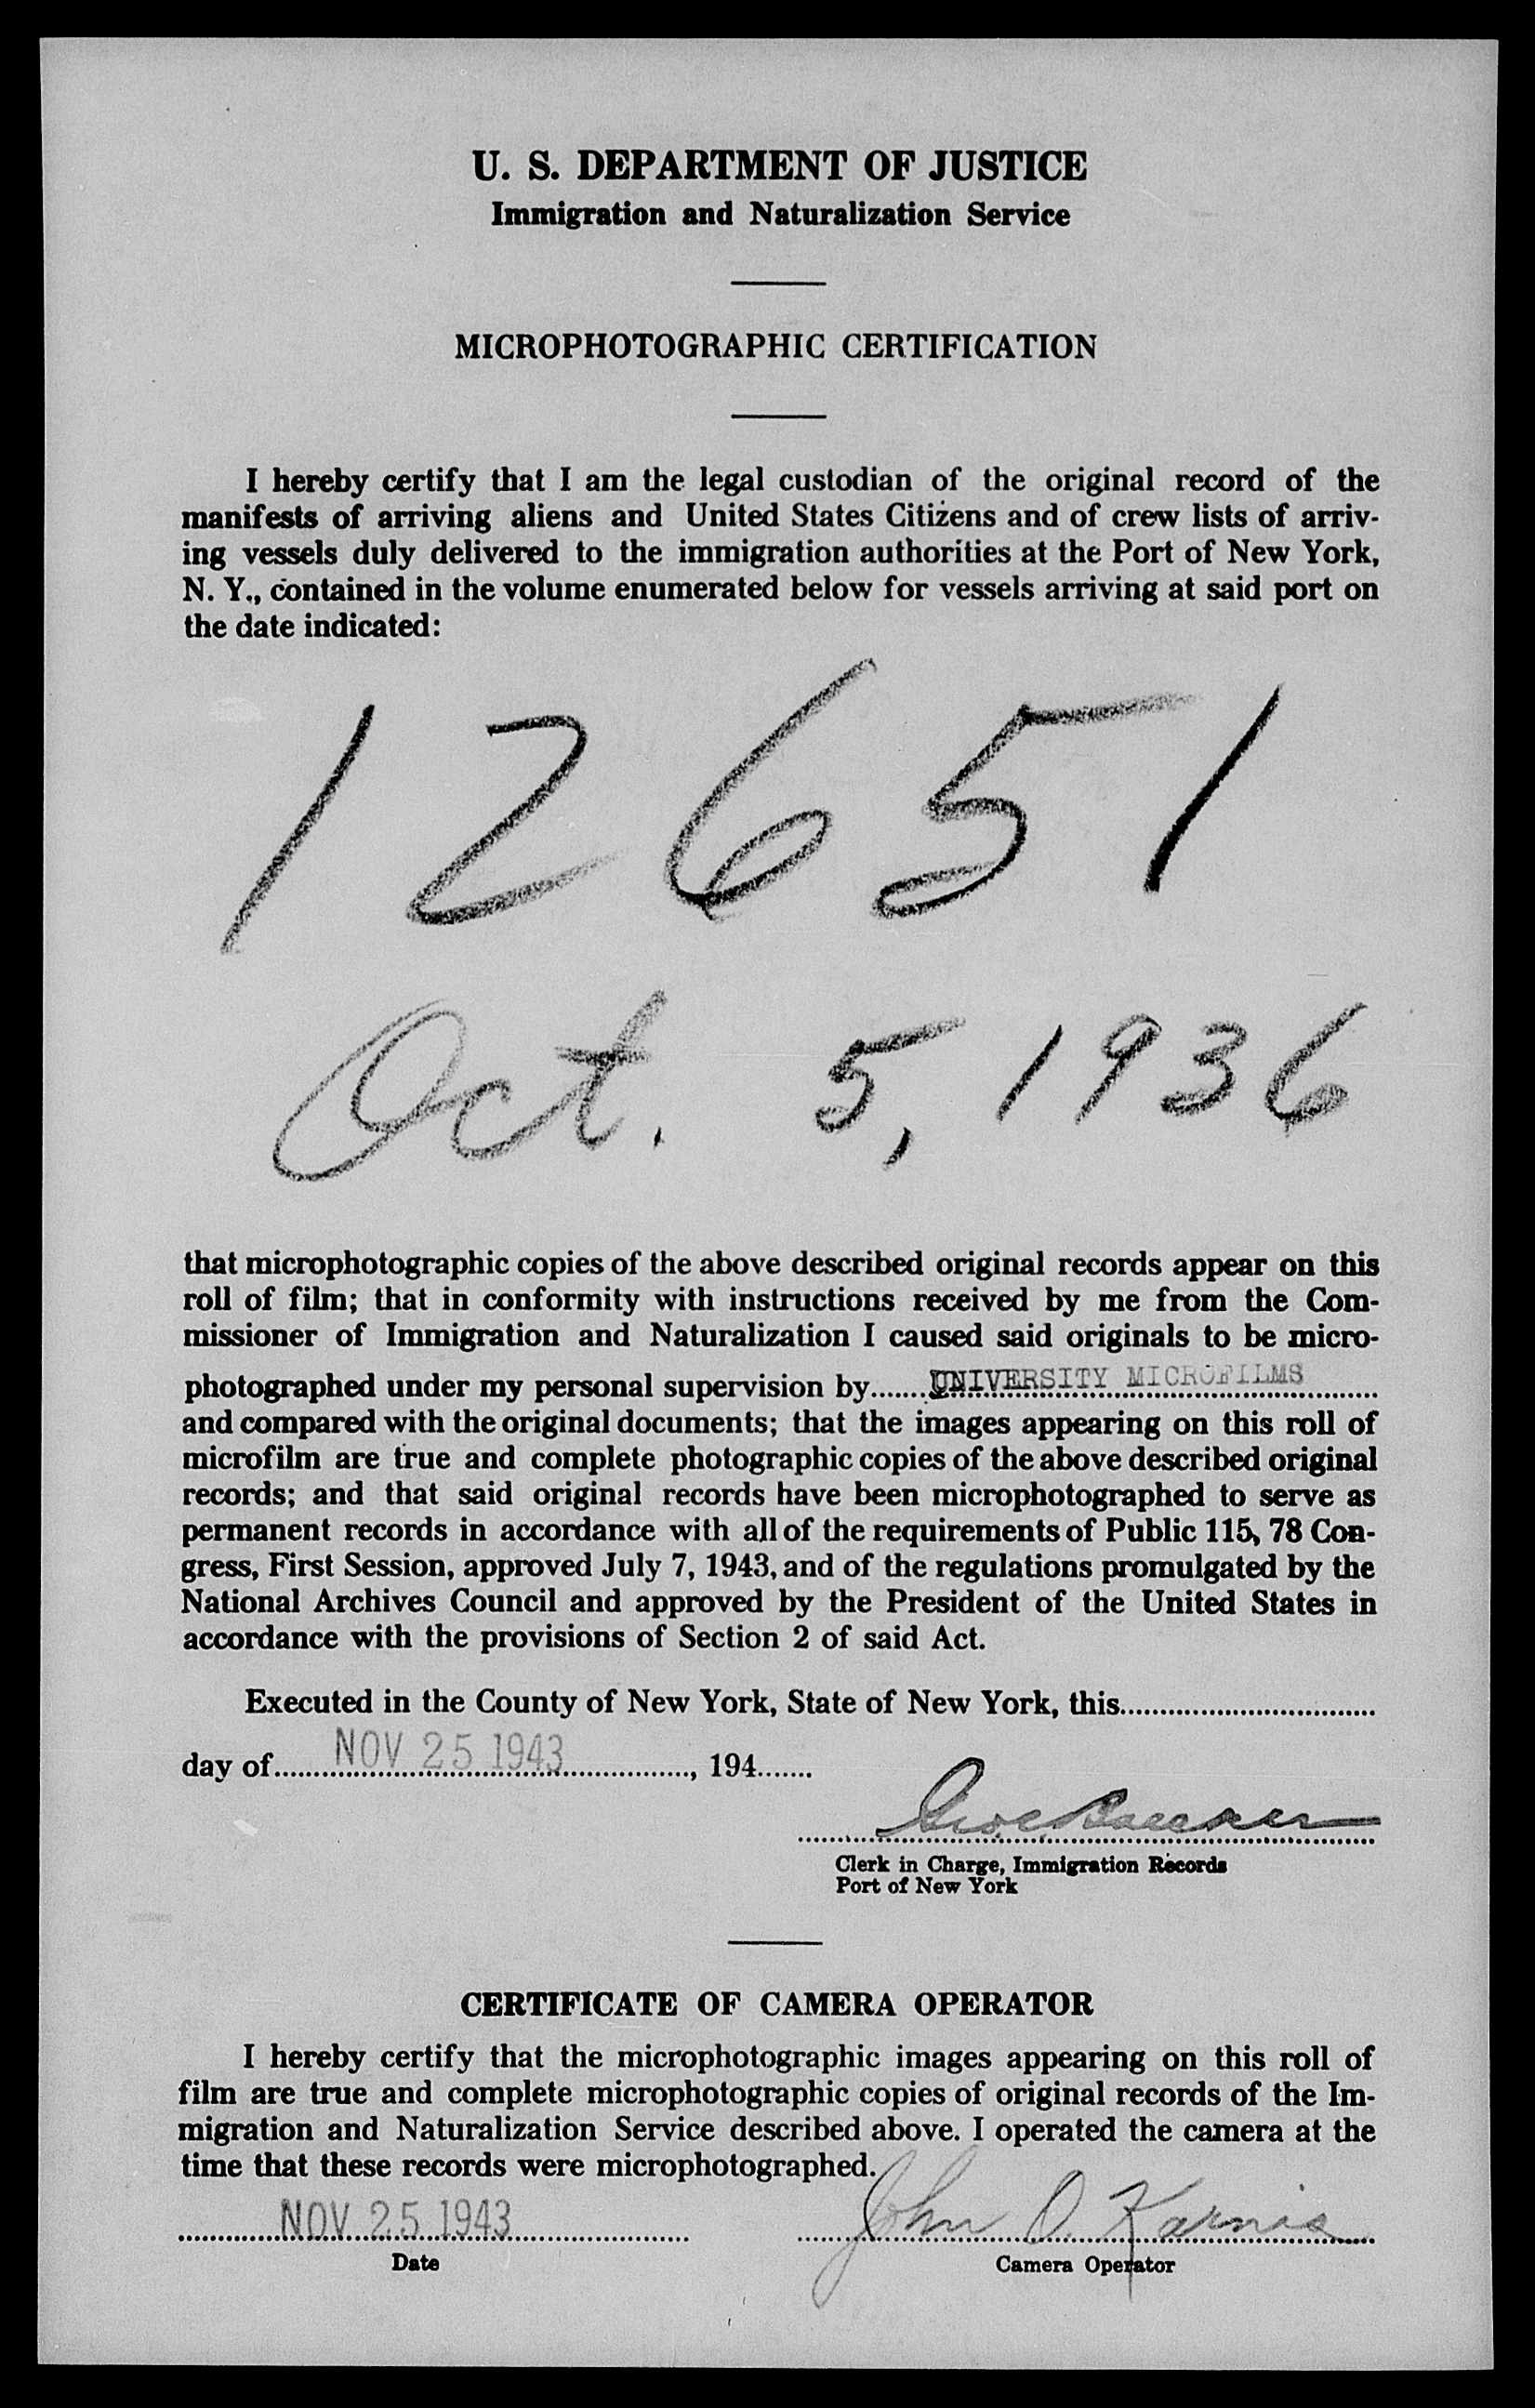 U. S. DEPARTMENT OF JUSTICE
Immigration and Naturalization Service
MICROPHOTOGRAPHIC CERTIFICATION
I hereby certify that I am the legal custodian of the original record of the
manifests of arriving aliens and United States Citizens and of crew lists of arriv-
ing vessels duly delivered to the immigration authorities at the Port of New York,
N. Y., contained in the volume enumerated below for vessels arriving at said port on
the date indicated:
12651
Oct. 5, 1936
that microphotographic copies of the above described original records appear on this
roll of film; that in conformity with instructions received by me from the Com-
missioner of Immigration and Naturalization I caused said originals to be micro-
photographed under my personal supervision by.......UNIVERSITY MICROFILMS
and compared with the original documents; that the images appearing on this roll of
microfilm are true and complete photographic copies of the above described original
records; and that said original records have been microphotographed to serve as
permanent records in accordance with all of the requirements of Public 115, 78 Con-
gress, First Session, approved July 7, 1943, and of the regulations promulgated by the
National Archives Council and approved by the President of the United States in
accordance with the provisions of Section 2 of said Act.
Executed in the County of New York, State of New York, this
day of NOV 25 1943, 194.......
Clerk in Charge, Immigration Records
Port of New York
CERTIFICATE OF CAMERA OPERATOR
I hereby certify that the microphotographic images appearing on this roll of
film are true and complete microphotographic copies of original records of the Im-
migration and Naturalization Service described above. I operated the camera at the
time that these records were microphotographed.
NOV 25 1943 John O.
Date Camera Operator